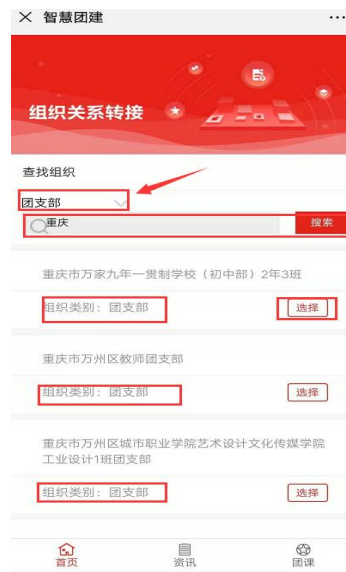 智慧团建
组织关系转接
查找组织
团支部
重庆
搜索
重庆市万家九年一贯制学校（初中部）2年3班
组织类别：团支部
选择
重庆市万州区教师团支部
组织类别：团支部
选择
重庆市万州区城市职业学院艺术设计文化传媒学院
工业设计1班团支部
组织类别：团支部
选择
首页
资讯
团课